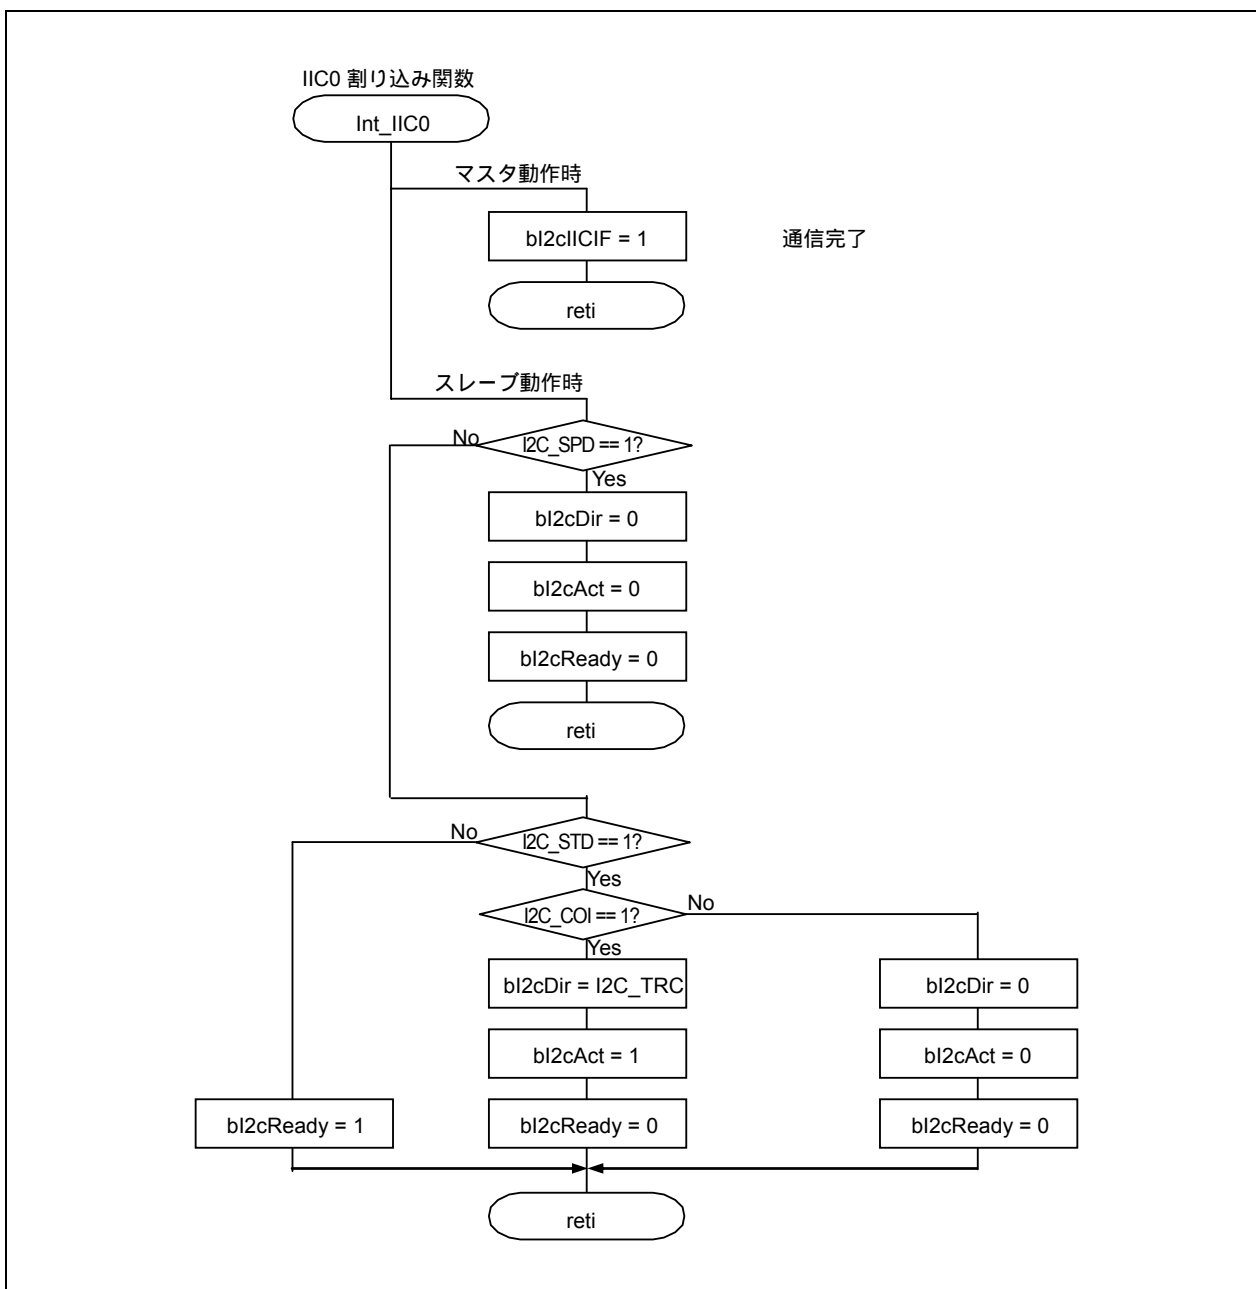 IIC0 割り込み関数
Int_IIC0
マスタ動作時
bI2cIICIF = 1
通信完了
reti
スレーブ動作時
I2C_SPD == 1?
No
Yes
bI2cDir = 0
bI2cAct = 0
bI2cReady = 0
reti
I2C_STD == 1?
No
Yes
I2C_COI == 1?
No
Yes
bI2cDir = I2C_TRC
bI2cDir = 0
bI2cAct = 1
bI2cAct = 0
bI2cReady = 1
bI2cReady = 0
bI2cReady = 0
reti